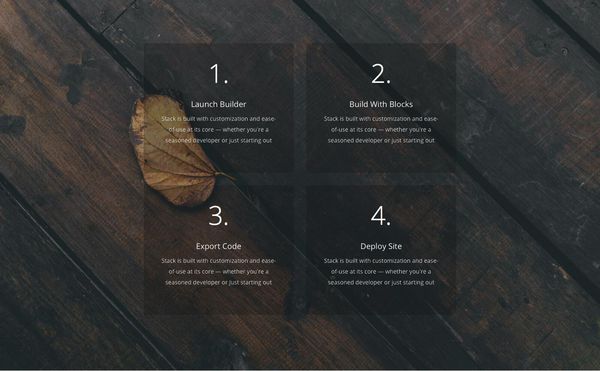 1.
Launch Builder
Stack is built with customization and ease-
of-use at its core — whether you're a
seasoned developer or just starting out
2.
Build With Blocks
Stack is built with customization and ease-
of-use at its core — whether you're a
seasoned developer or just starting out
3.
Export Code
Stack is built with customization and ease-
of-use at its core — whether you're a
seasoned developer or just starting out
4.
Deploy Site
Stack is built with customization and ease-
of-use at its core — whether you're a
seasoned developer or just starting out